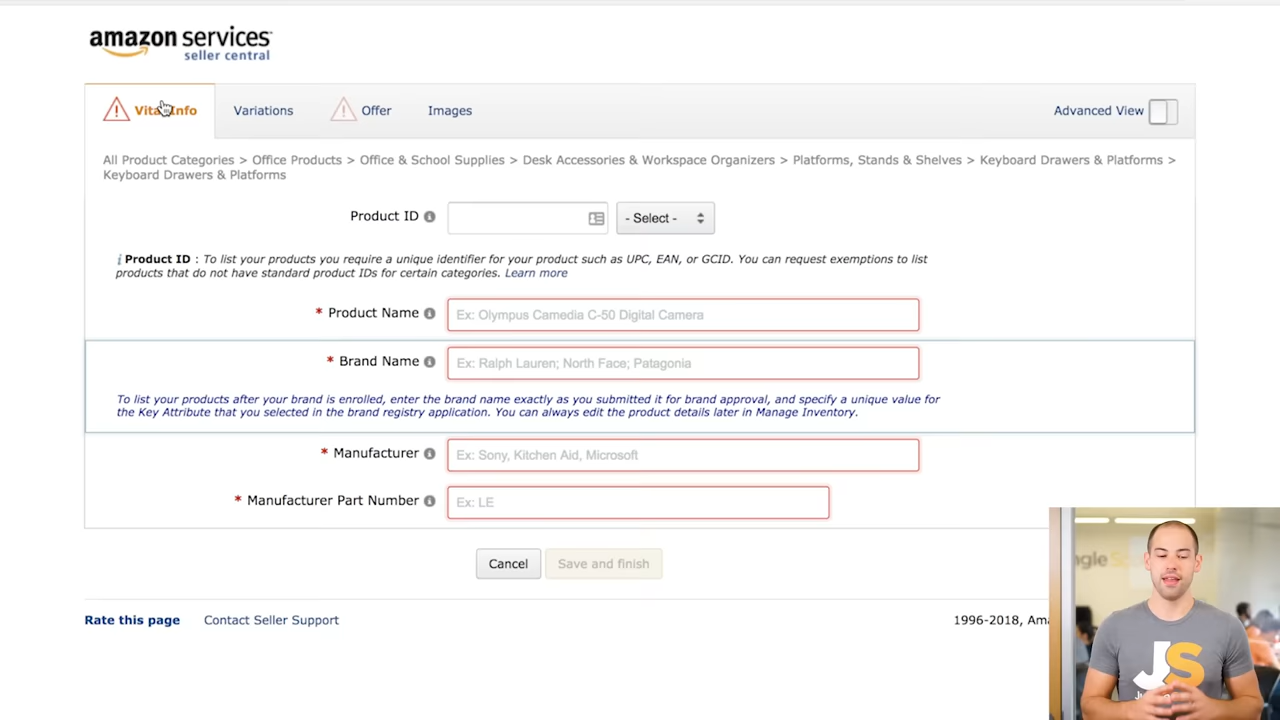 amazon services
seller central
Vital Info
Variations
Offer
Images
Advanced View
All Product Categories > Office Products > Office & School Supplies > Desk Accessories & Workspace Organizers > Platforms, Stands & Shelves > Keyboard Drawers & Platforms >
Keyboard Drawers & Platforms
Product ID
- Select -
Product ID : To list your products you require a unique identifier for your product such as UPC, EAN, or GCID. You can request exemptions to list
products that do not have standard product IDs for certain categories. Learn more
* Product Name
Ex: Olympus Camedia C-50 Digital Camera
* Brand Name
Ex: Ralph Lauren; North Face; Patagonia
To list your products after your brand is enrolled, enter the brand name exactly as you submitted it for brand approval, and specify a unique value for
the Key Attribute that you selected in the brand registry application. You can always edit the product details later in Manage Inventory.
* Manufacturer
Ex: Sony, Kitchen Aid, Microsoft
* Manufacturer Part Number
Ex: LE
Cancel
Save and finish
Rate this page
Contact Seller Support
1996-2018, Ama
JS